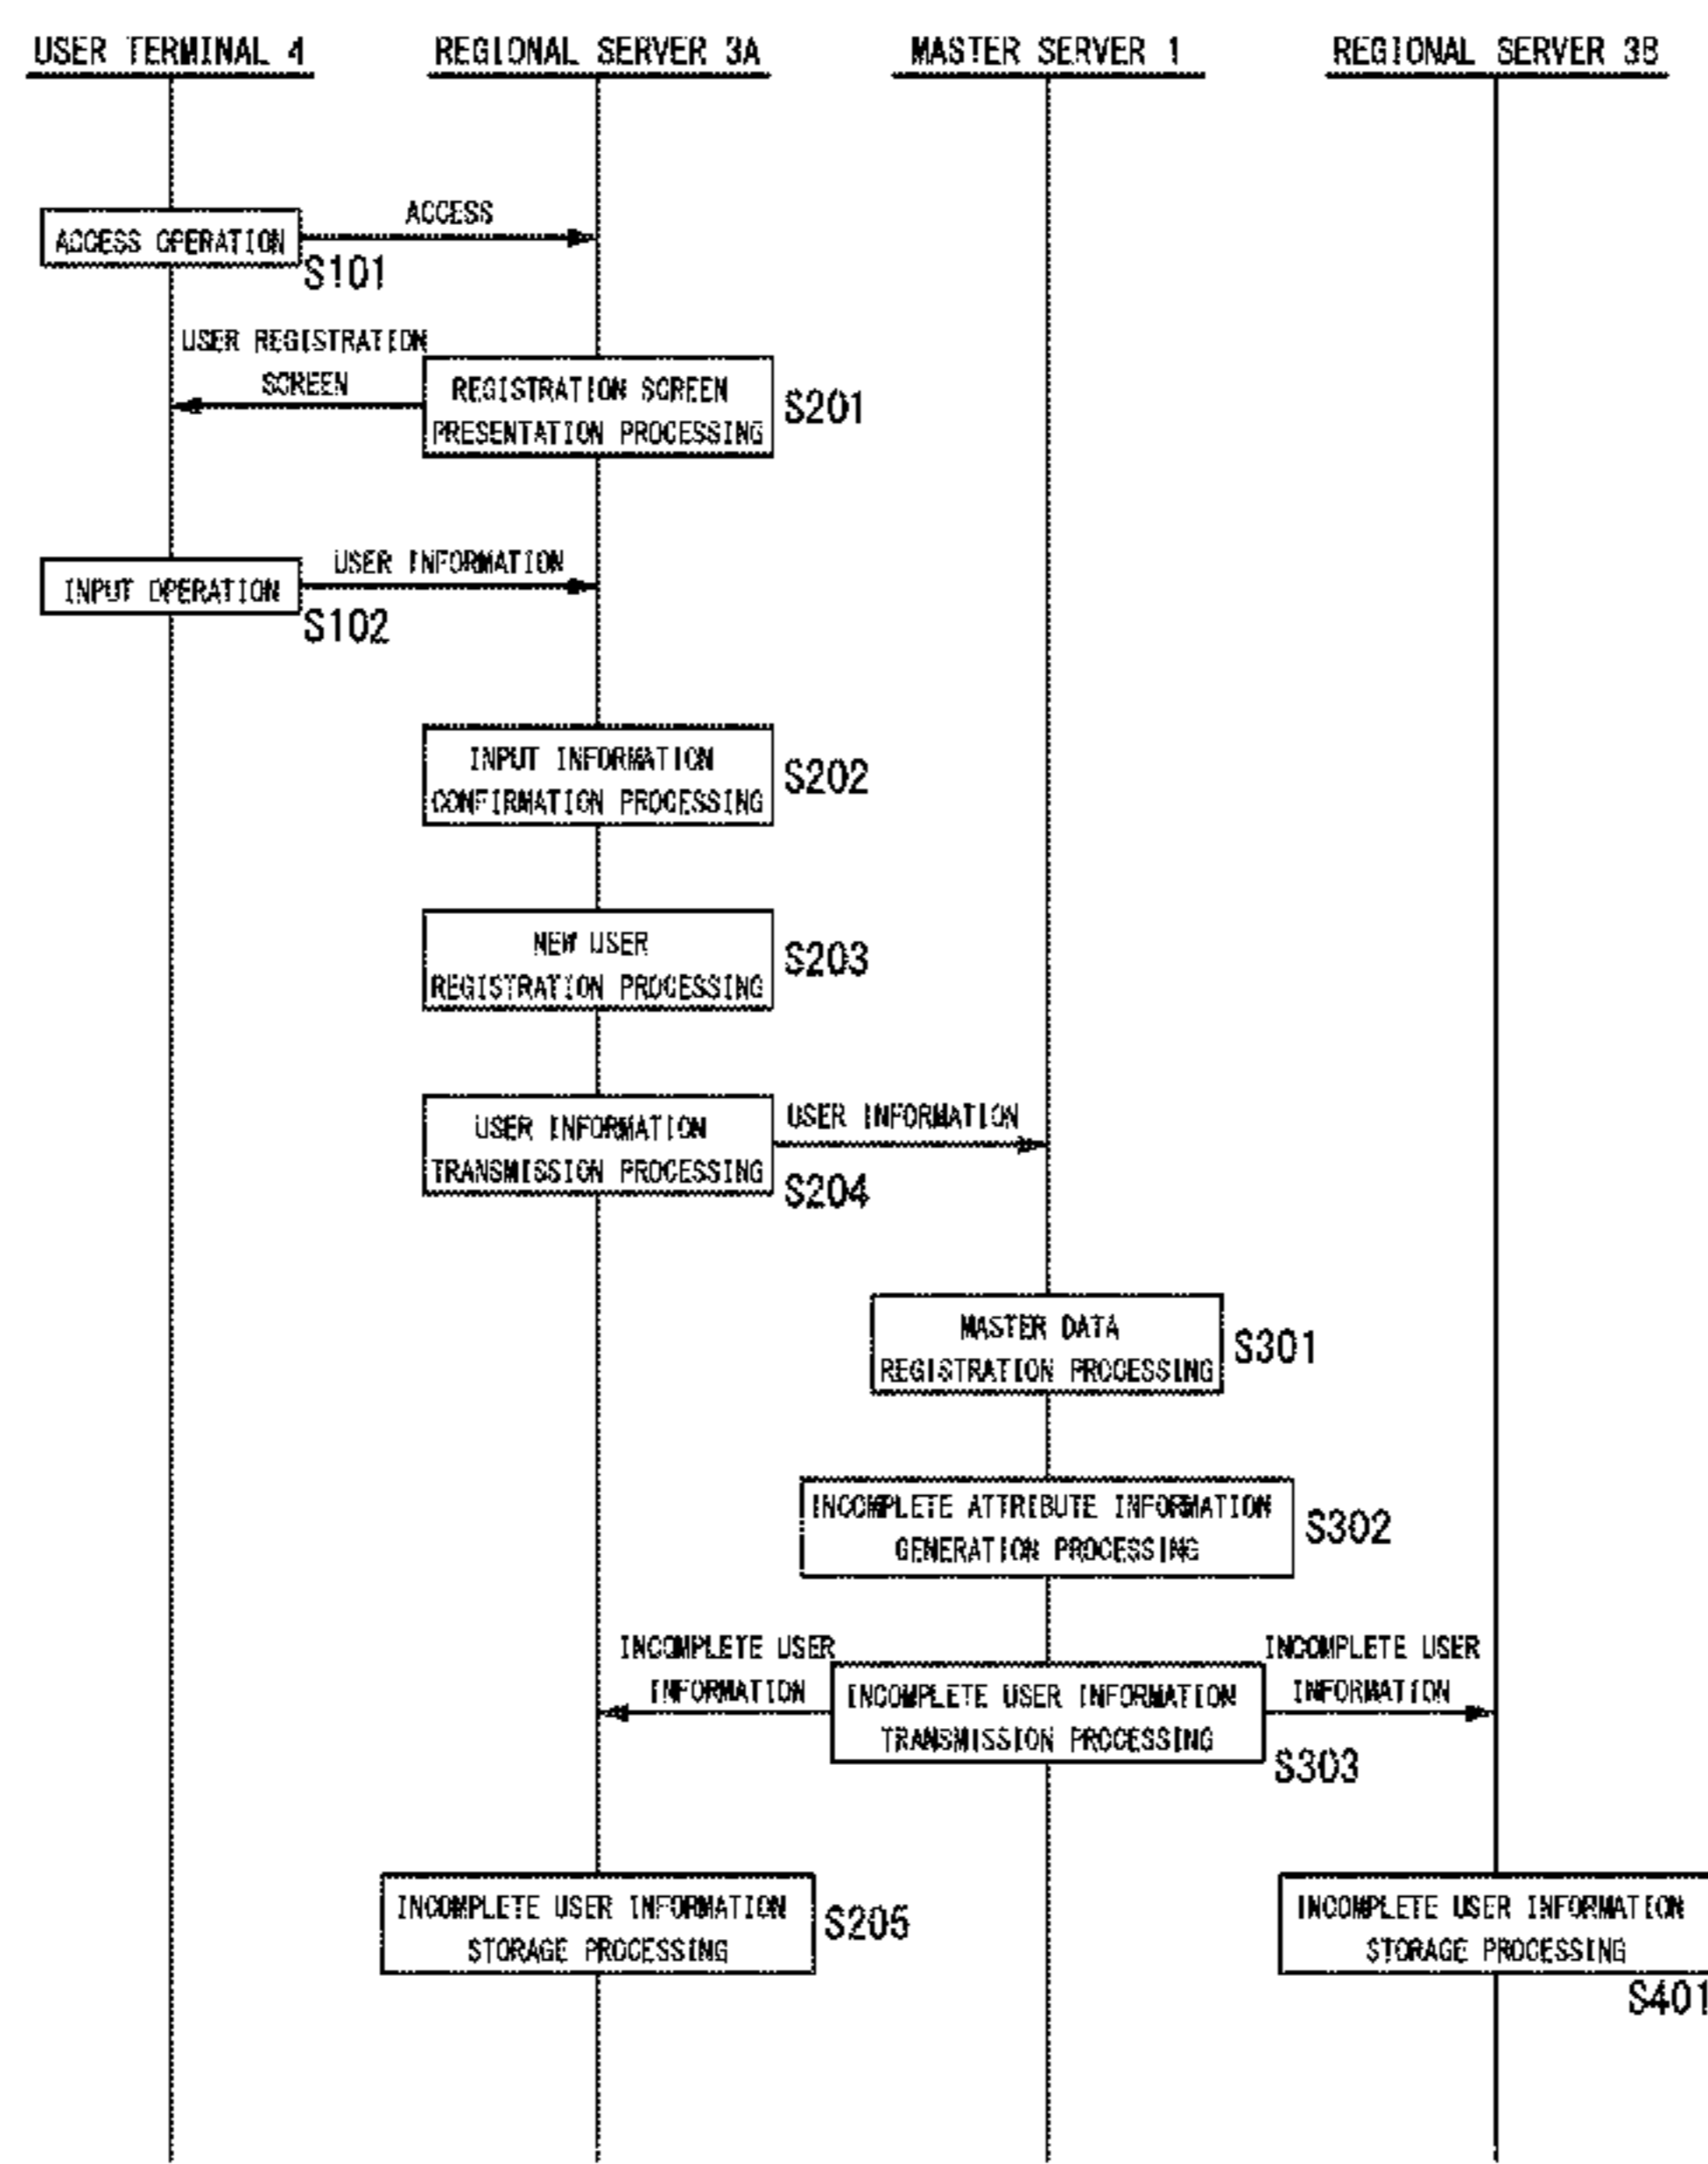 USER TERMINAL 4
REGIONAL SERVER 3A
MASTER SERVER 1
REGIONAL SERVER 3B
ACCESS OPERATION
S101
ACCESS
USER REGISTRATION
SCREEN
REGISTRATION SCREEN
PRESENTATION PROCESSING
S201
INPUT OPERATION
S102
USER INFORMATION
INPUT INFORMATION
CONFIRMATION PROCESSING
S202
NEW USER
REGISTRATION PROCESSING
S203
USER INFORMATION
TRANSMISSION PROCESSING
S204
USER INFORMATION
MASTER DATA
REGISTRATION PROCESSING
S301
INCOMPLETE ATTRIBUTE INFORMATION
GENERATION PROCESSING
S302
INCOMPLETE USER
INFORMATION
INCOMPLETE USER INFORMATION
TRANSMISSION PROCESSING
S303
INCOMPLETE USER
INFORMATION
INCOMPLETE USER INFORMATION
STORAGE PROCESSING
S205
INCOMPLETE USER INFORMATION
STORAGE PROCESSING
S401